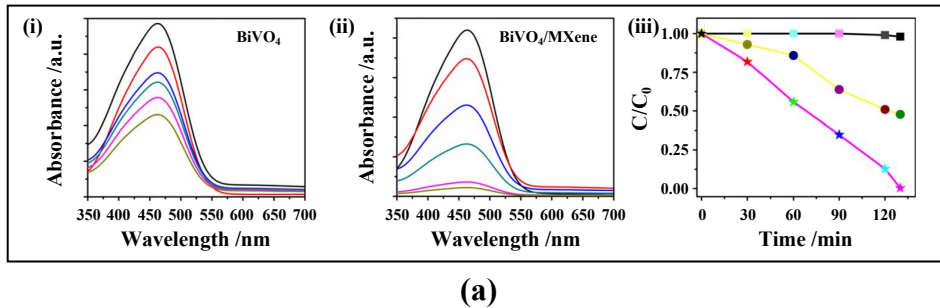 (i)
BiVO₄
Absorbance /a.u.
350 400 450 500 550 600 700
Wavelength /nm
(ii)
BiVO₄/MXene
Absorbance /a.u.
350 400 450 500 550 600 700
Wavelength /nm
(iii)
C/C₀
1.00
0.75
0.50
0.25
0.00
0 30 60 90 120
Time /min
(a)